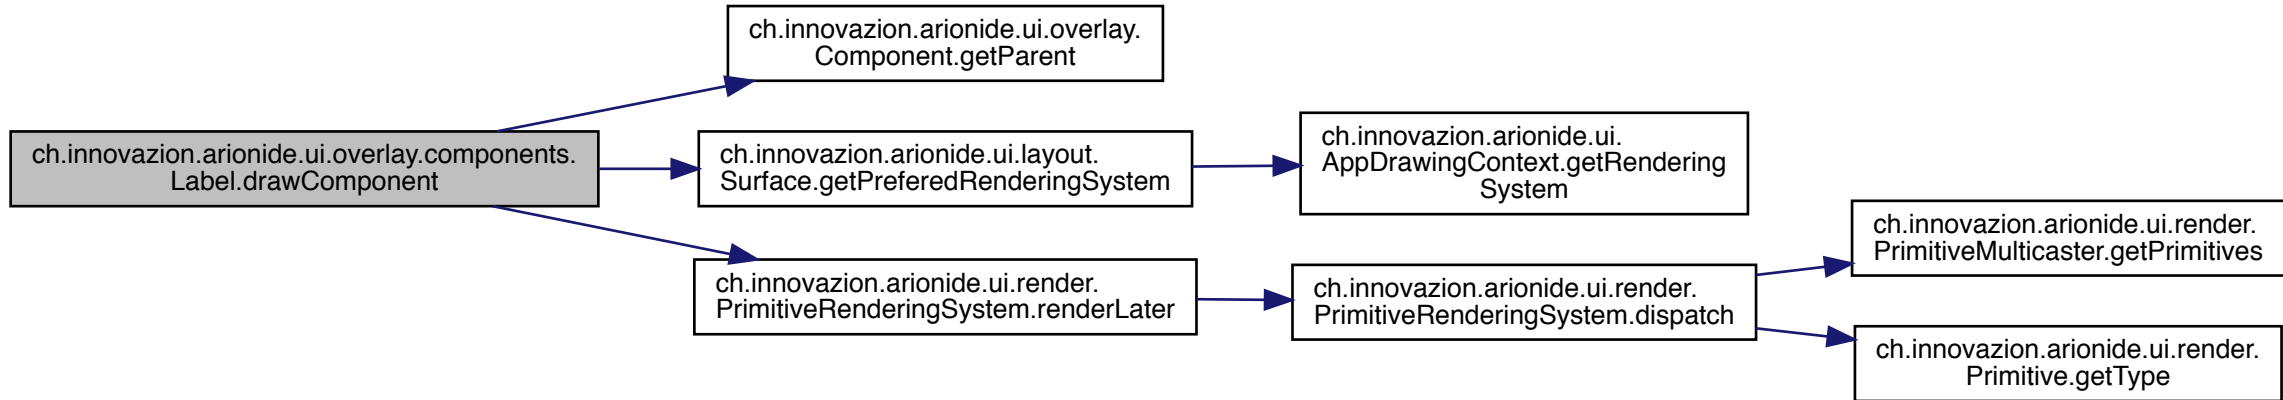 ch.innovazion.arionide.ui.overlay.
Component.getParent
ch.innovazion.arionide.ui.overlay.components.
Label.drawComponent
ch.innovazion.arionide.ui.layout.
Surface.getPreferedRenderingSystem
ch.innovazion.arionide.ui.
AppDrawingContext.getRendering
System
ch.innovazion.arionide.ui.render.
PrimitiveRenderingSystem.renderLater
ch.innovazion.arionide.ui.render.
PrimitiveRenderingSystem.dispatch
ch.innovazion.arionide.ui.render.
PrimitiveMulticaster.getPrimitives
ch.innovazion.arionide.ui.render.
Primitive.getType